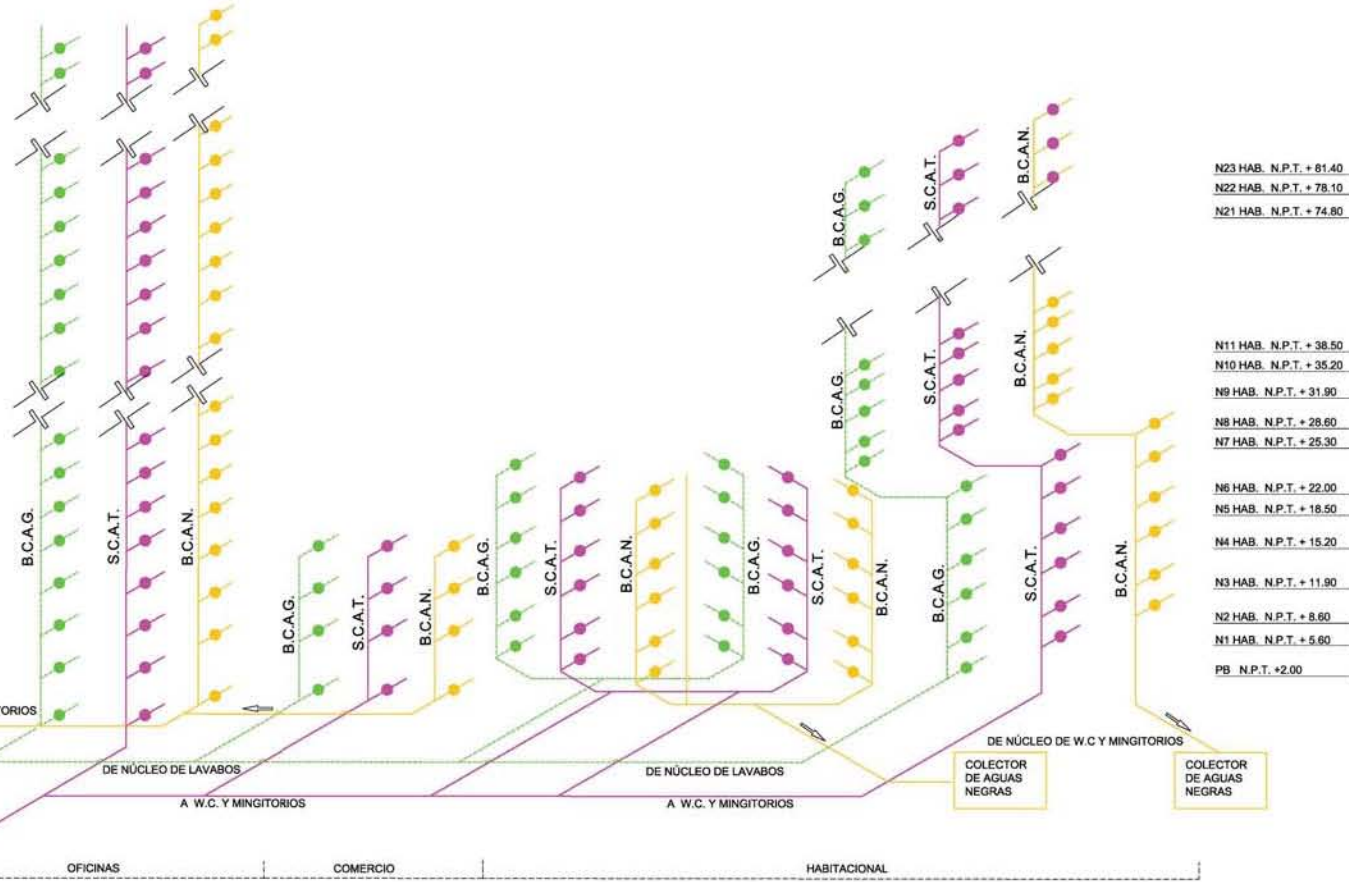 N23 HAB. N.P.T. + 81.40
N22 HAB. N.P.T. + 78.10
N21 HAB. N.P.T. + 74.80
N11 HAB. N.P.T. + 38.50
N10 HAB. N.P.T. + 35.20
N9 HAB. N.P.T. + 31.90
N8 HAB. N.P.T. + 28.60
N7 HAB. N.P.T. + 25.30
N6 HAB. N.P.T. + 22.00
N5 HAB. N.P.T. + 18.50
N4 HAB. N.P.T. + 15.20
N3 HAB. N.P.T. + 11.90
N2 HAB. N.P.T. + 8.60
N1 HAB. N.P.T. + 5.60
PB N.P.T. +2.00
B.C.A.G.
S.C.A.T.
B.C.A.N.
B.C.A.G.
S.C.A.T.
B.C.A.N.
B.C.A.G.
S.C.A.T.
B.C.A.N.
B.C.A.G.
S.C.A.T.
B.C.A.N.
B.C.A.G.
S.C.A.T.
B.C.A.N.
B.C.A.G.
S.C.A.T.
B.C.A.N.
B.C.A.G.
S.C.A.T.
B.C.A.N.
TORIOS
DE NÚCLEO DE LAVABOS
A W.C. Y MINGITORIOS
DE NÚCLEO DE LAVABOS
A W.C. Y MINGITORIOS
DE NÚCLEO DE W.C Y MINGITORIOS
COLECTOR
DE AGUAS
NEGRAS
COLECTOR
DE AGUAS
NEGRAS
OFICINAS
COMERCIO
HABITACIONAL